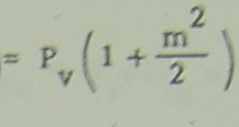 = P_v ( 1 + m^2/2 )